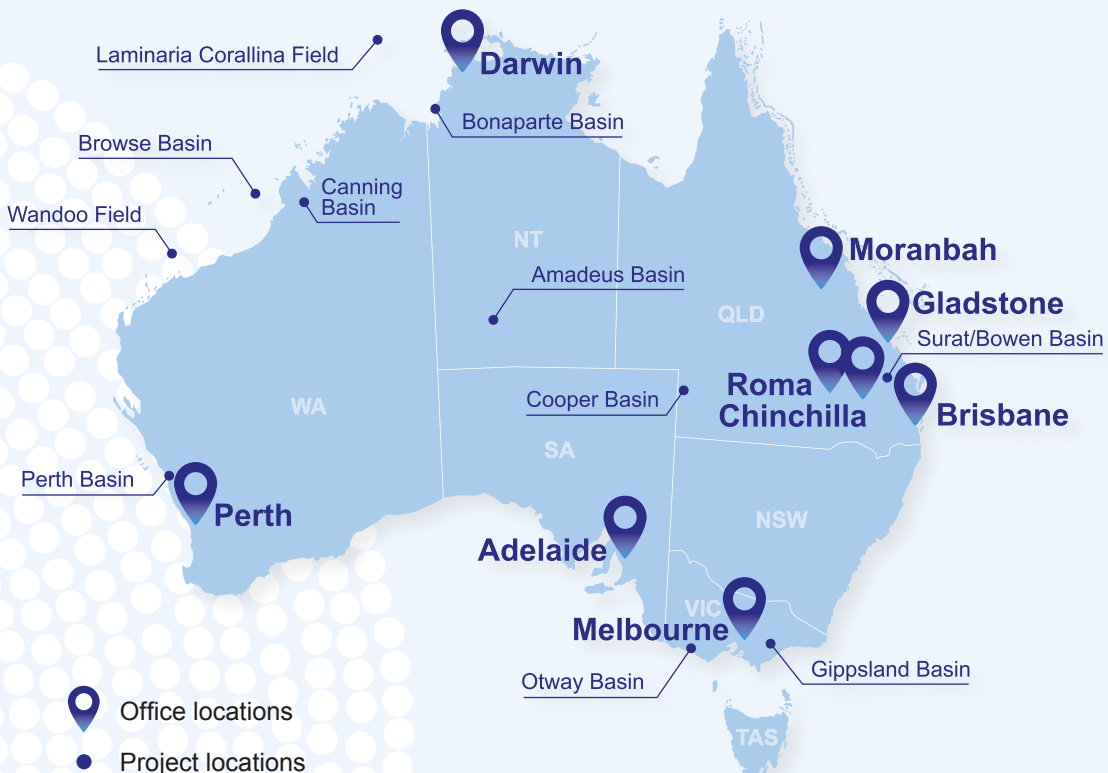 Laminaria Corallina Field
Darwin
Bonaparte Basin
Browse Basin
Canning
Basin
Wandoo Field
NT
Moranbah
Amadeus Basin
Gladstone
QLD
Surat/Bowen Basin
Roma
Cooper Basin
WA
Chinchilla
Brisbane
SA
Perth Basin
Perth
NSW
Adelaide
VIC
Melbourne
Gippsland Basin
Otway Basin
Office locations
TAS
Project locations